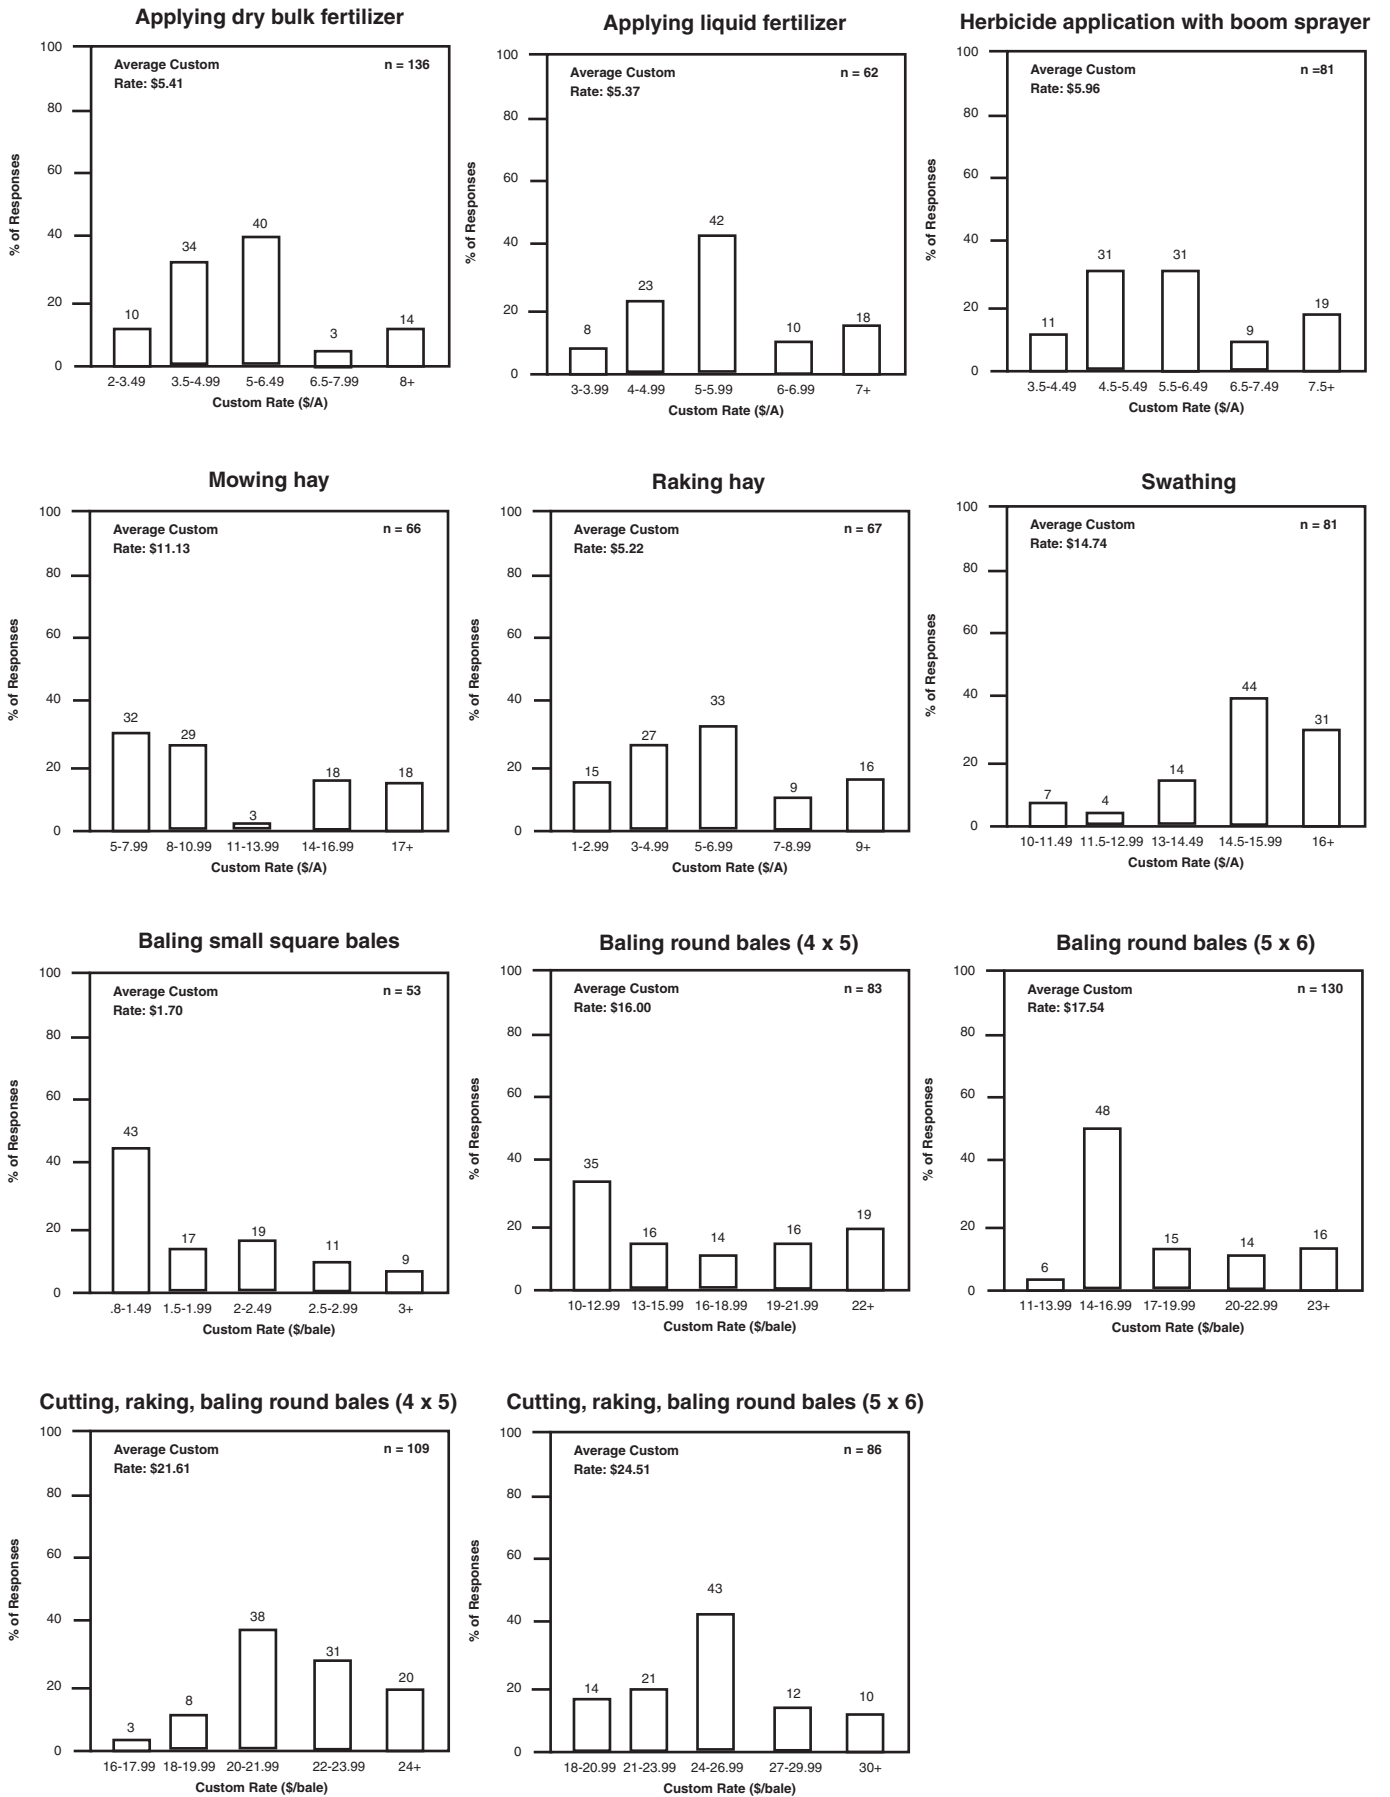 Applying dry bulk fertilizer
100
80
60
40
20
0
% of Responses
Average Custom
Rate: $5.41
n = 136
10
34
40
3
14
2-3.49
3.5-4.99
5-6.49
6.5-7.99
8+
Custom Rate ($/A)
Applying liquid fertilizer
100
80
60
40
20
0
% of Responses
Average Custom
Rate: $5.37
n = 62
8
23
42
10
18
3-3.99
4-4.99
5-5.99
6-6.99
7+
Custom Rate ($/A)
Herbicide application with boom sprayer
100
80
60
40
20
0
% of Responses
Average Custom
Rate: $5.96
n =81
11
31
31
9
19
3.5-4.49
4.5-5.49
5.5-6.49
6.5-7.49
7.5+
Custom Rate ($/A)
Mowing hay
100
80
60
40
20
0
% of Responses
Average Custom
Rate: $11.13
n = 66
32
29
3
18
18
5-7.99
8-10.99
11-13.99
14-16.99
17+
Custom Rate ($/A)
Raking hay
100
80
60
40
20
0
% of Responses
Average Custom
Rate: $5.22
n = 67
15
27
33
9
16
1-2.99
3-4.99
5-6.99
7-8.99
9+
Custom Rate ($/A)
Swathing
100
80
60
40
20
0
% of Responses
Average Custom
Rate: $14.74
n = 81
7
4
14
44
31
10-11.49
11.5-12.99
13-14.49
14.5-15.99
16+
Custom Rate ($/A)
Baling small square bales
100
80
60
40
20
0
% of Responses
Average Custom
Rate: $1.70
n = 53
43
17
19
11
9
.8-1.49
1.5-1.99
2-2.49
2.5-2.99
3+
Custom Rate ($/bale)
Baling round bales (4 x 5)
100
80
60
40
20
0
% of Responses
Average Custom
Rate: $16.00
n = 83
35
16
14
16
19
10-12.99
13-15.99
16-18.99
19-21.99
22+
Custom Rate ($/bale)
Baling round bales (5 x 6)
100
80
60
40
20
0
% of Responses
Average Custom
Rate: $17.54
n = 130
6
48
15
14
16
11-13.99
14-16.99
17-19.99
20-22.99
23+
Custom Rate ($/bale)
Cutting, raking, baling round bales (4 x 5)
100
80
60
40
20
0
% of Responses
Average Custom
Rate: $21.61
n = 109
3
8
38
31
20
16-17.99
18-19.99
20-21.99
22-23.99
24+
Custom Rate ($/bale)
Cutting, raking, baling round bales (5 x 6)
100
80
60
40
20
0
% of Responses
Average Custom
Rate: $24.51
n = 86
14
21
43
12
10
18-20.99
21-23.99
24-26.99
27-29.99
30+
Custom Rate ($/bale)